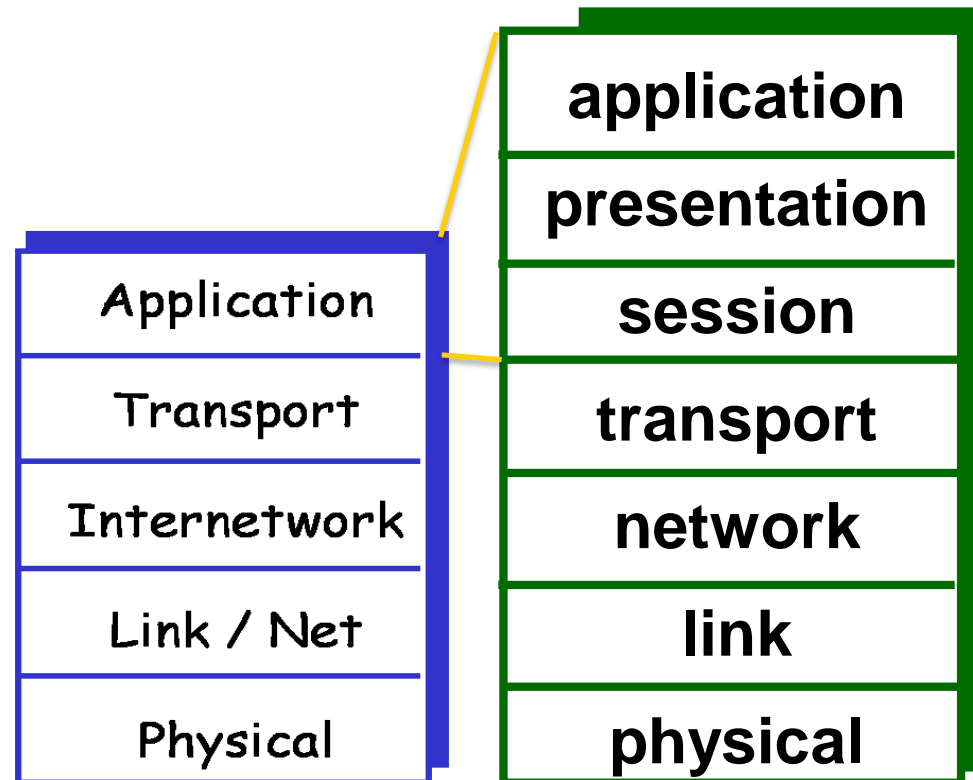 Application
Transport
Internetwork
Link / Net
Physical
application
presentation
session
transport
network
link
physical